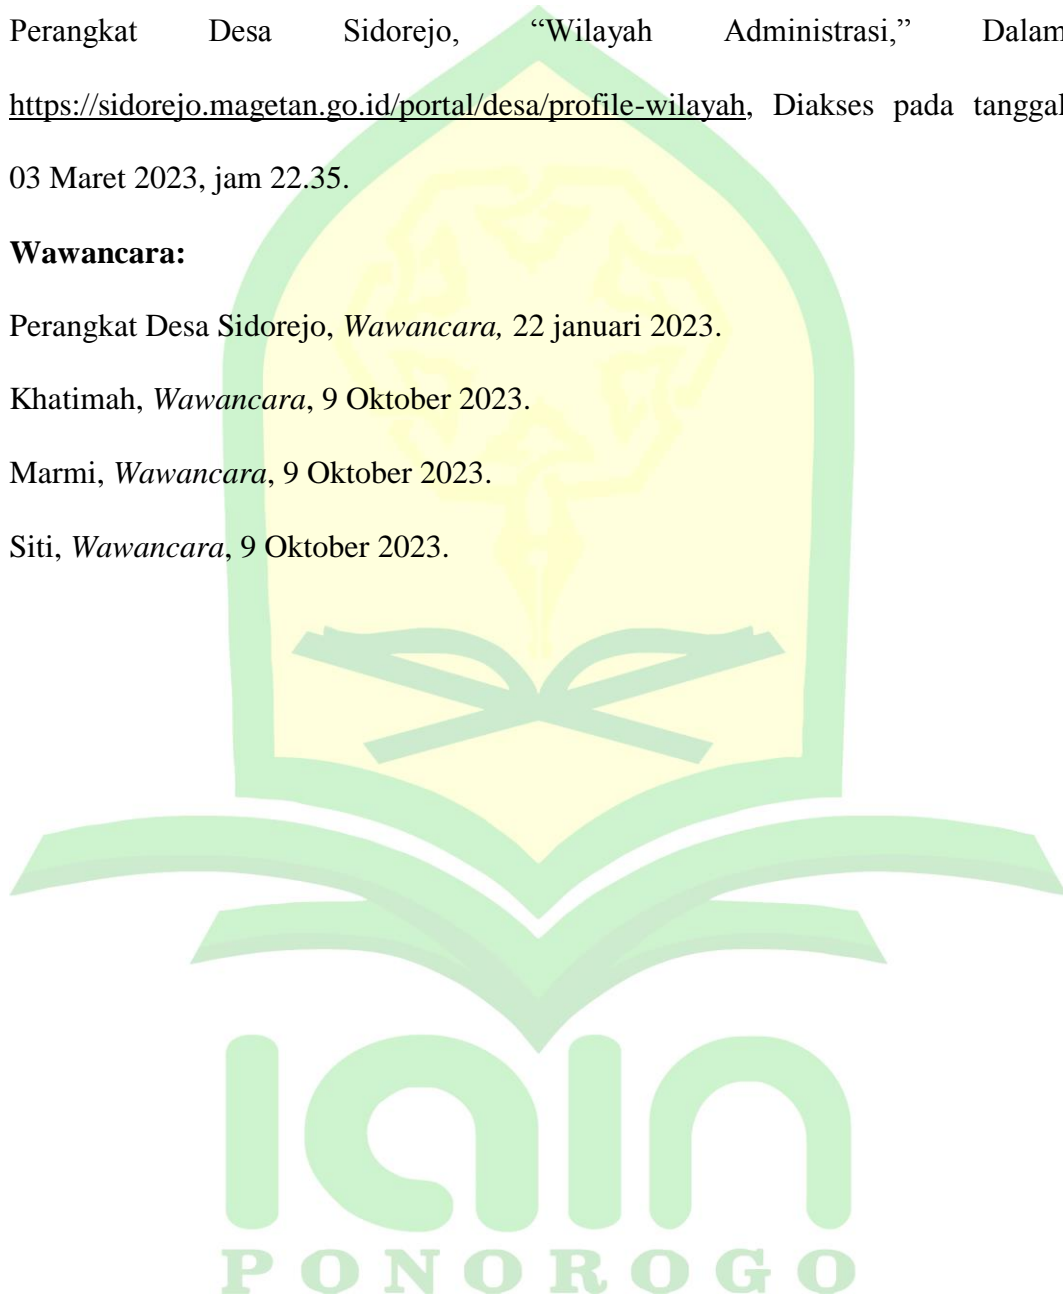 Perangkat Desa Sidorejo, “Wilayah Administrasi,” Dalam
https://sidorejo.magetan.go.id/portal/desa/profile-wilayah, Diakses pada tanggal
03 Maret 2023, jam 22.35.
Wawancara:
Perangkat Desa Sidorejo, Wawancara, 22 januari 2023.
Khatimah, Wawancara, 9 Oktober 2023.
Marmi, Wawancara, 9 Oktober 2023.
Siti, Wawancara, 9 Oktober 2023.
IAIN
PONOROGO